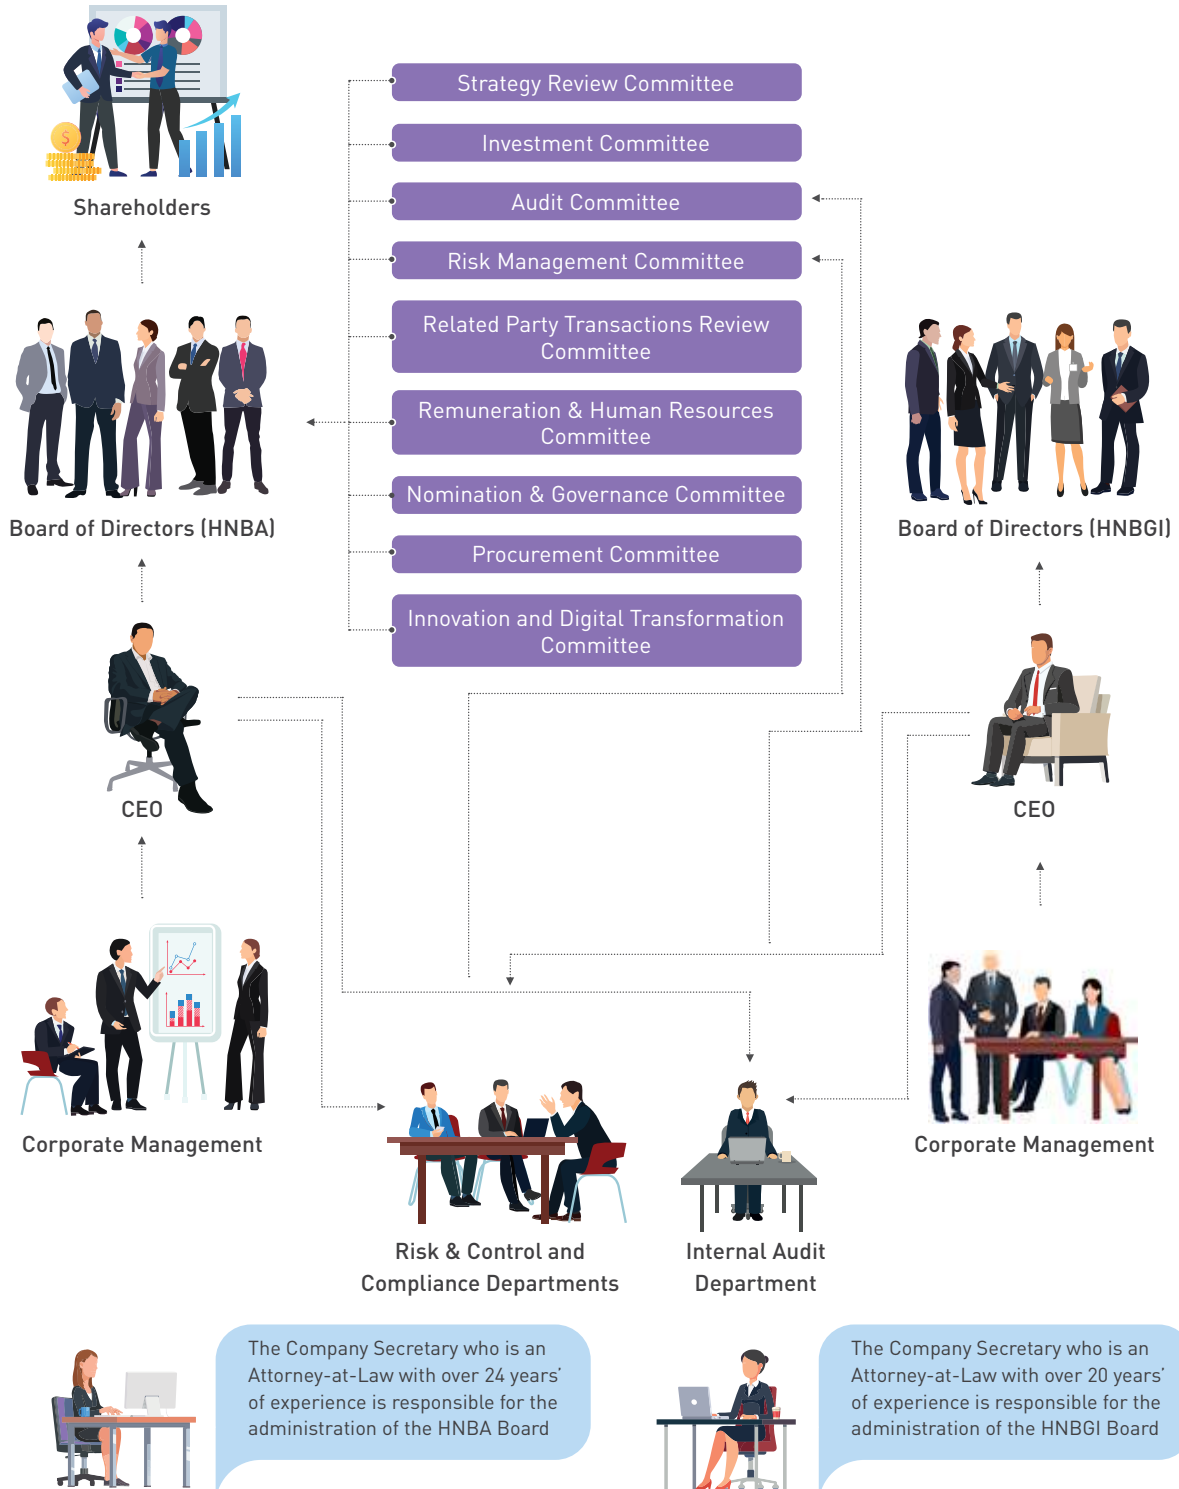 Shareholders
Strategy Review Committee
Investment Committee
Audit Committee
Risk Management Committee
Related Party Transactions Review
Committee
Remuneration & Human Resources
Committee
Nomination & Governance Committee
Procurement Committee
Innovation and Digital Transformation
Committee
Board of Directors (HNBA)
Board of Directors (HNBGI)
CEO
CEO
Corporate Management
Corporate Management
Risk & Control and
Compliance Departments
Internal Audit
Department
The Company Secretary who is an
Attorney-at-Law with over 24 years’
of experience is responsible for the
administration of the HNBA Board
The Company Secretary who is an
Attorney-at-Law with over 20 years’
of experience is responsible for the
administration of the HNBGI Board